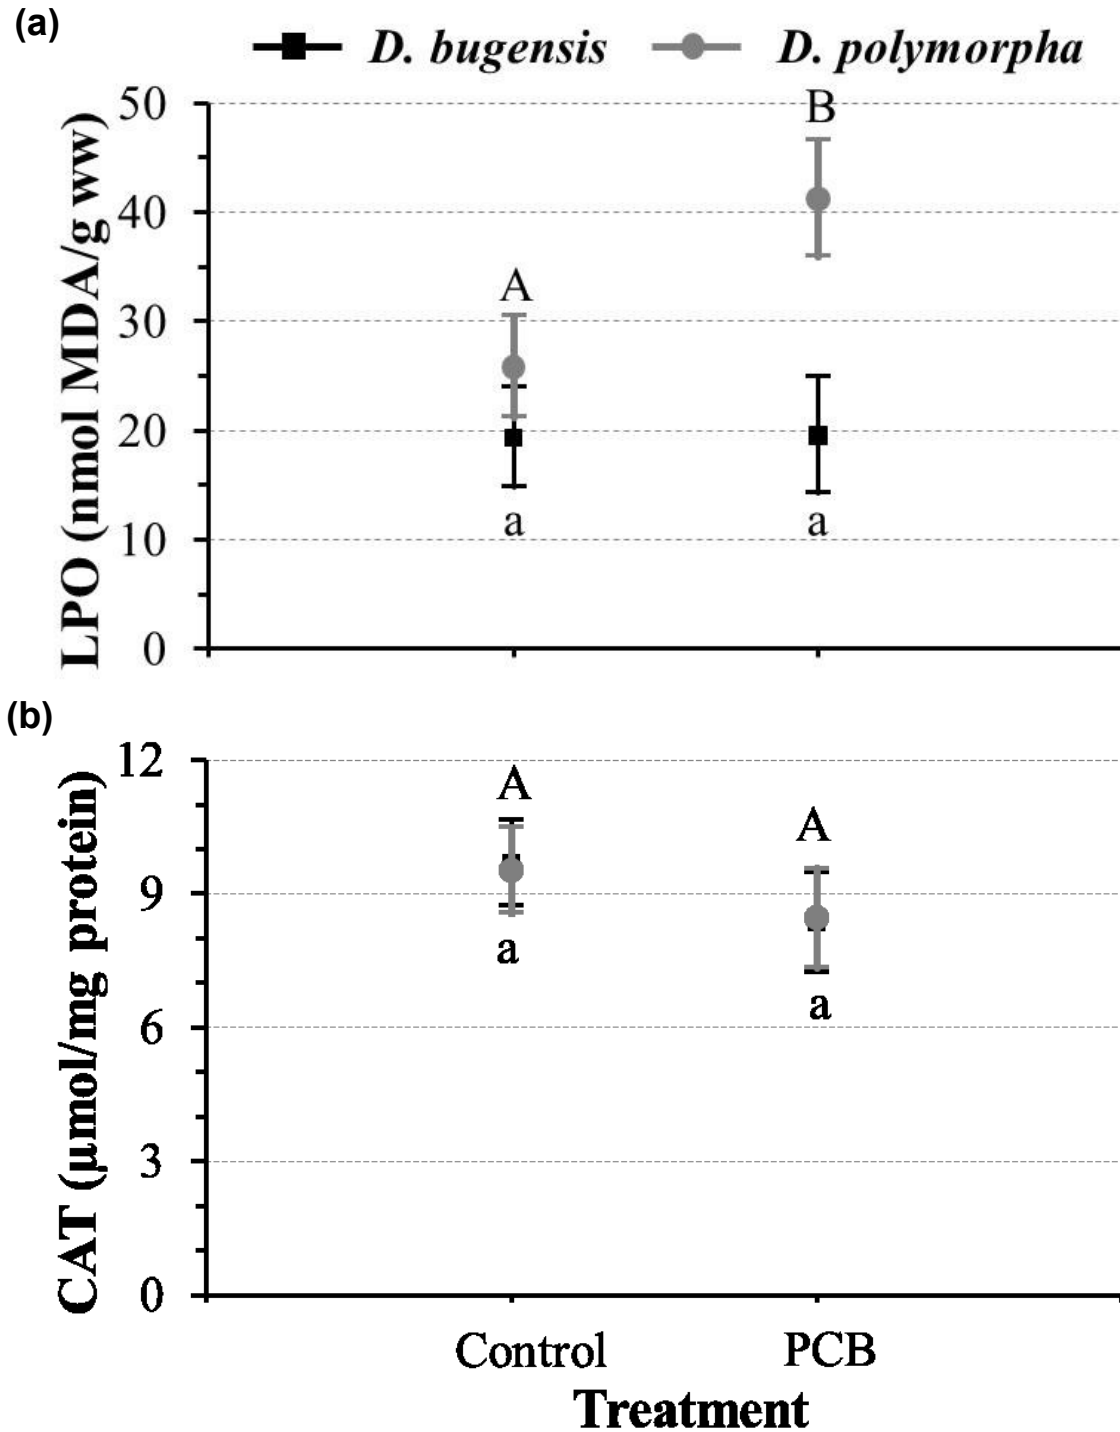 (a)
D. bugensis D. polymorpha
LPO (nmol MDA/g ww)
50
40
30
20
10
0
B
A
a a
(b)
CAT (μmol/mg protein)
12
9
6
3
0
A
A
a
a
Control PCB
Treatment